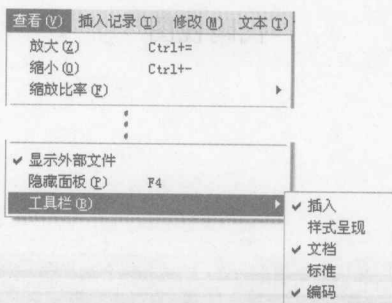 查看(V) 插入记录(I) 修改(M) 文本(T)
放大(Z) Ctrl+=
缩小(O) Ctrl+-
缩放比率(F)
✔ 显示外部文件
隐藏面板(P) F4
工具栏(B)
✔ 插入
样式呈现
✔ 文档
标准
✔ 编码